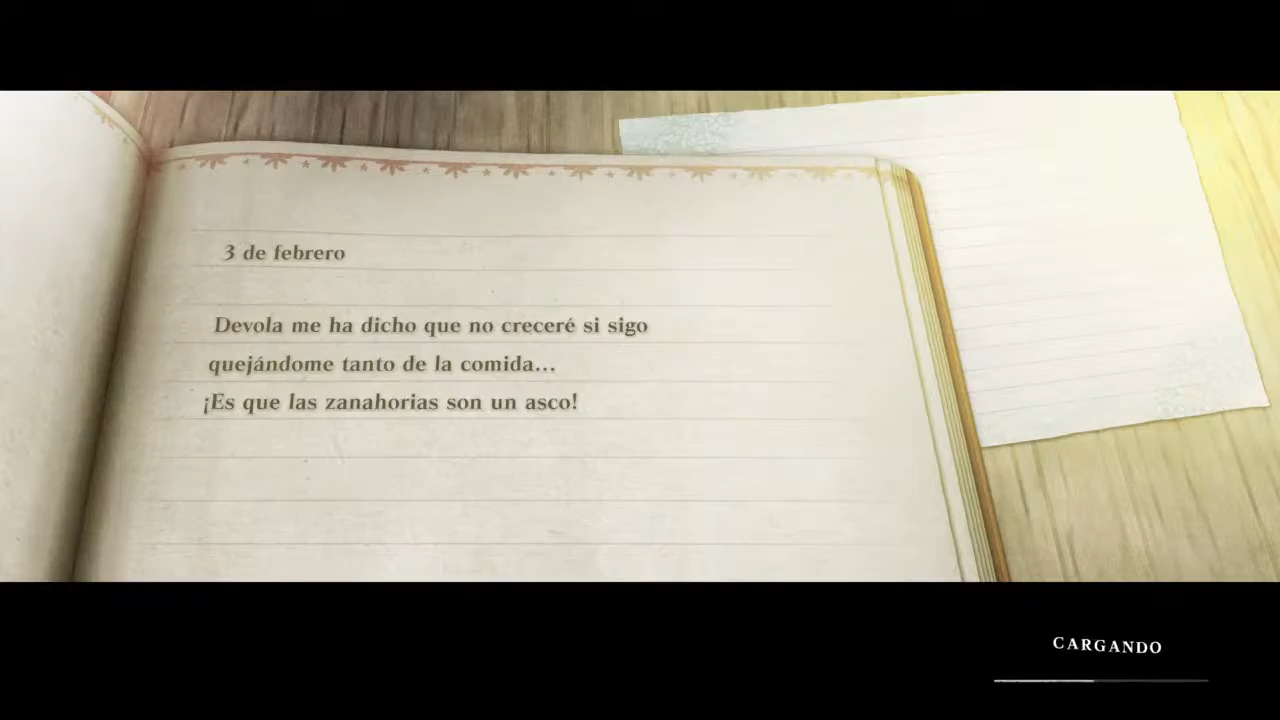 3 de febrero
Devola me ha dicho que no creceré si sigo
quejándome tanto de la comida...
¡Es que las zanahorias son un asco!
CARGANDO